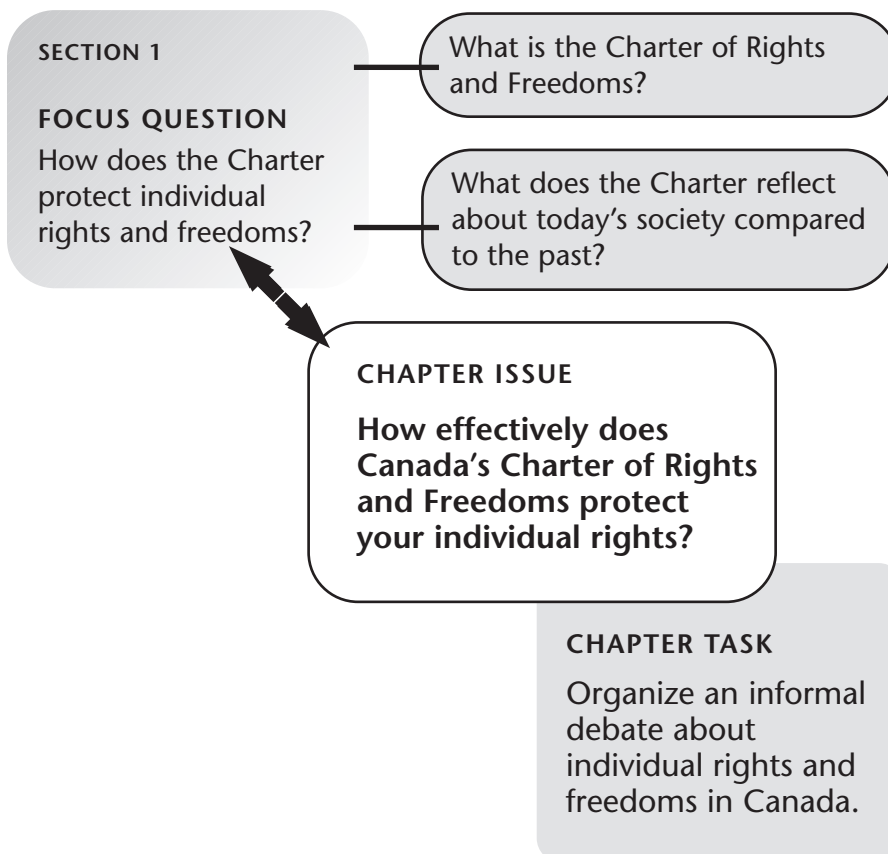 SECTION 1
FOCUS QUESTION
How does the Charter
protect individual
rights and freedoms?
What is the Charter of Rights
and Freedoms?
What does the Charter reflect
about today's society compared
to the past?
CHAPTER ISSUE
How effectively does
Canada's Charter of Rights
and Freedoms protect
your individual rights?
CHAPTER TASK
Organize an informal
debate about
individual rights and
freedoms in Canada.